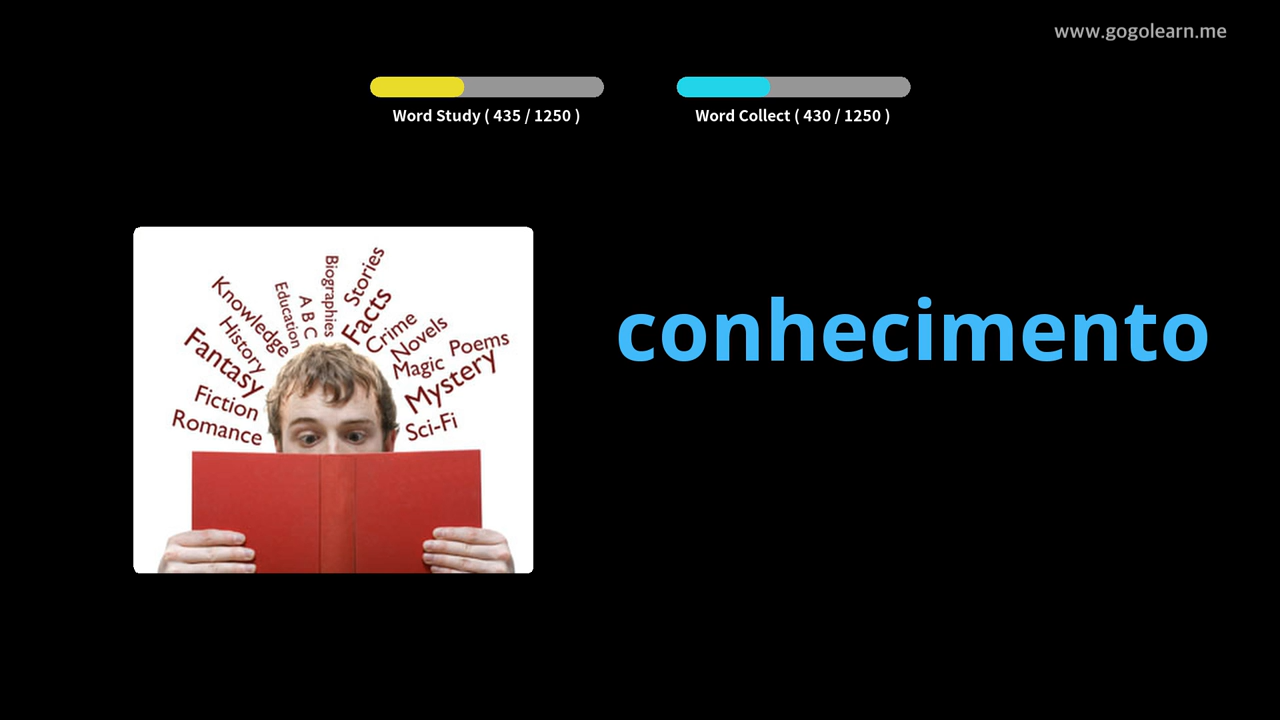 www.gogolearn.me
Word Study ( 435 / 1250 )
Word Collect ( 430 / 1250 )
conhecimento
Romance
Fiction
Fantasy
History
Knowledge
Education
A B C
Biographies
Stories
Facts
Crime
Novels
Magic
Poems
Mystery
Sci-Fi